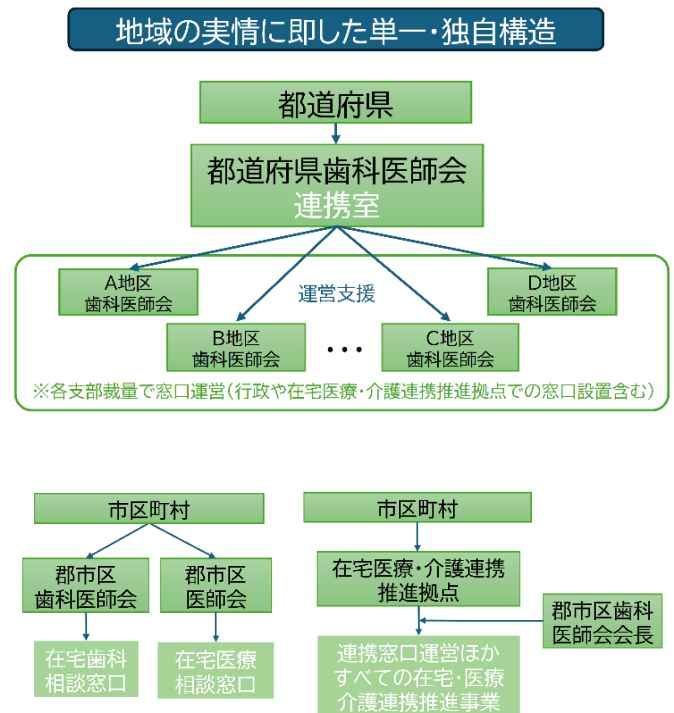 地域の実情に即した単一・独自構造
都道府県
都道府県歯科医師会
連携室
A地区
歯科医師会
運営支援
D地区
歯科医師会
B地区
歯科医師会
・・・
C地区
歯科医師会
※各支部裁量で窓口運営(行政や在宅医療・介護連携推進拠点での窓口設置含む)
市区町村
郡市区
歯科医師会
郡市区
医師会
在宅歯科
相談窓口
在宅医療
相談窓口
市区町村
在宅医療・介護連携
推進拠点
郡市区歯科
医師会会長
連携窓口運営ほか
すべての在宅・医療
介護連携推進事業